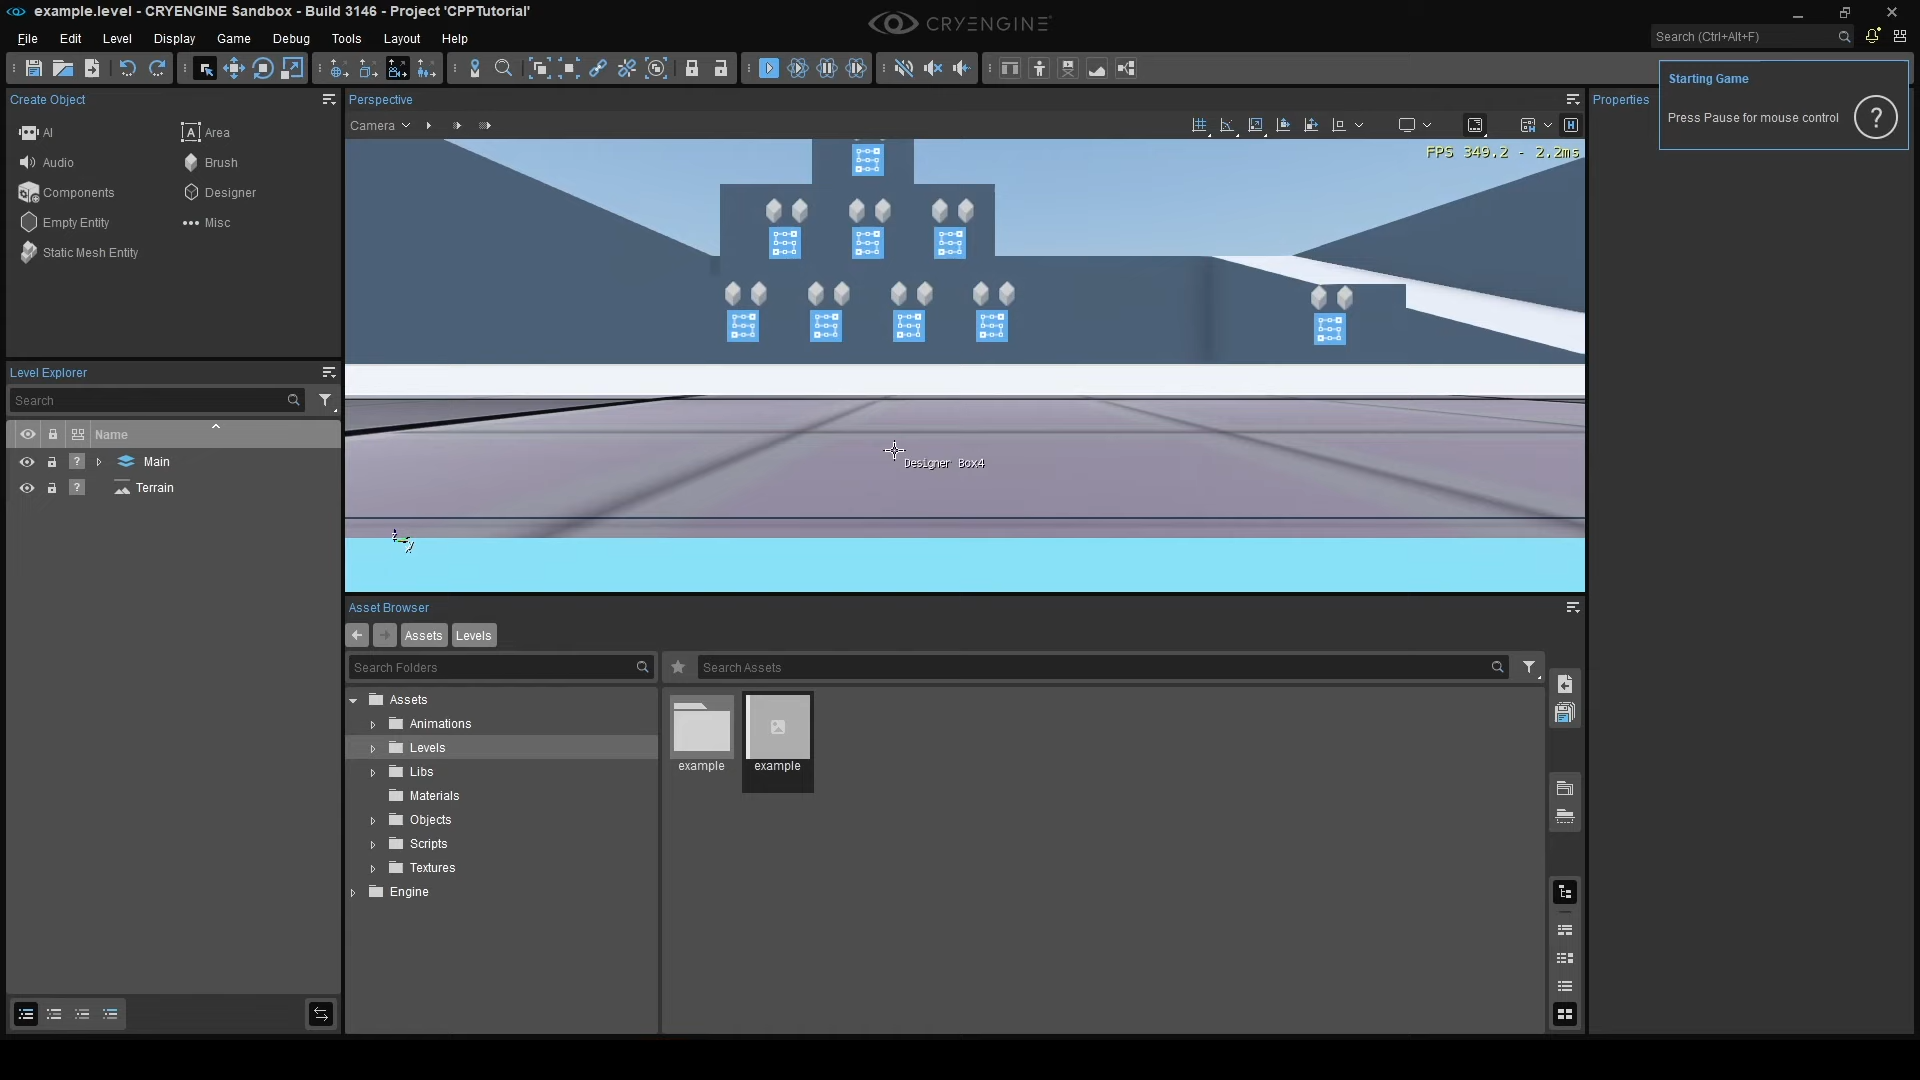 example.level - CRYENGINE Sandbox - Build 3146 - Project 'CPPTutorial'
CRYENGINE
File Edit Level Display Game Debug Tools Layout Help
Search (Ctrl+Alt+F)
Create Object
AI
Area
Audio
Brush
Components
Designer
Empty Entity
Misc
Static Mesh Entity
Perspective
Camera
FPS 349.2 - 2.2ms
Designer Box4
z
y
Properties
Starting Game
Press Pause for mouse control
?
Level Explorer
Search
Name
? Main
? Terrain
Asset Browser
Assets
Levels
Search Folders
Search Assets
Assets
Animations
Levels
Libs
Materials
Objects
Scripts
Textures
Engine
example
example